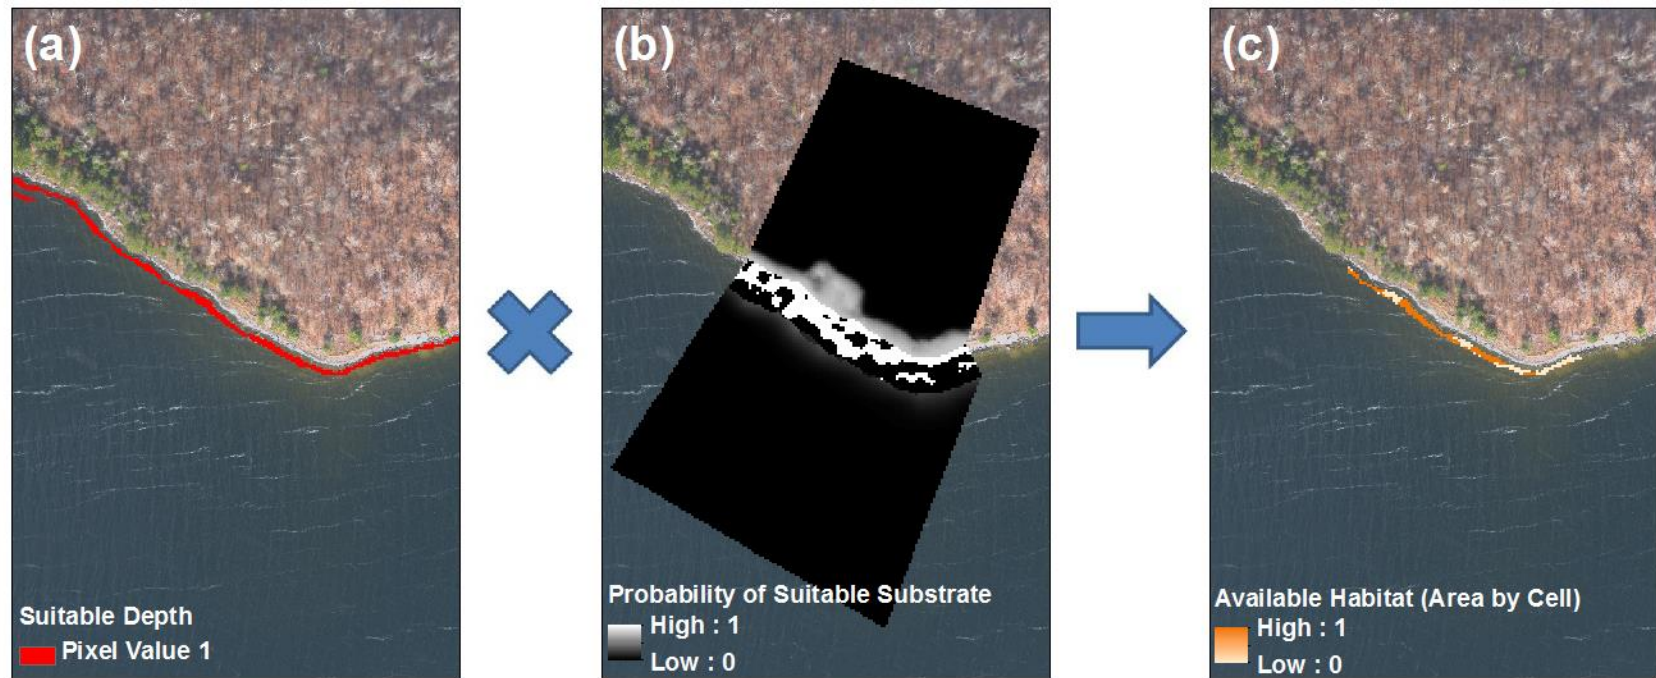 (a)
Suitable Depth
Pixel Value 1
(b)
Probability of Suitable Substrate
High : 1
Low : 0
(c)
Available Habitat (Area by Cell)
High : 1
Low : 0